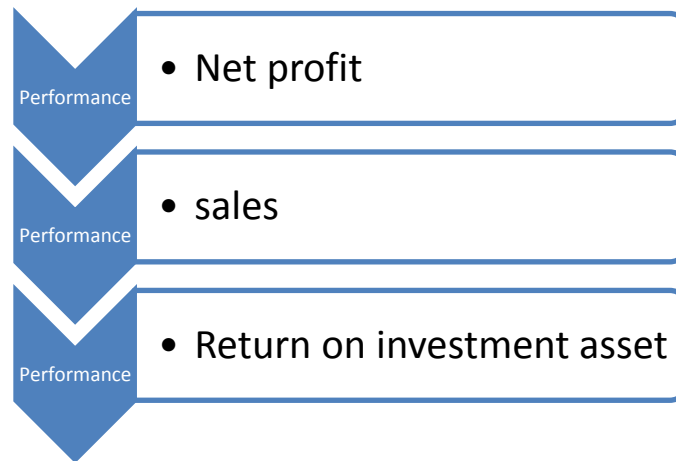 Performance
• Net profit
Performance
• sales
Performance
• Return on investment asset